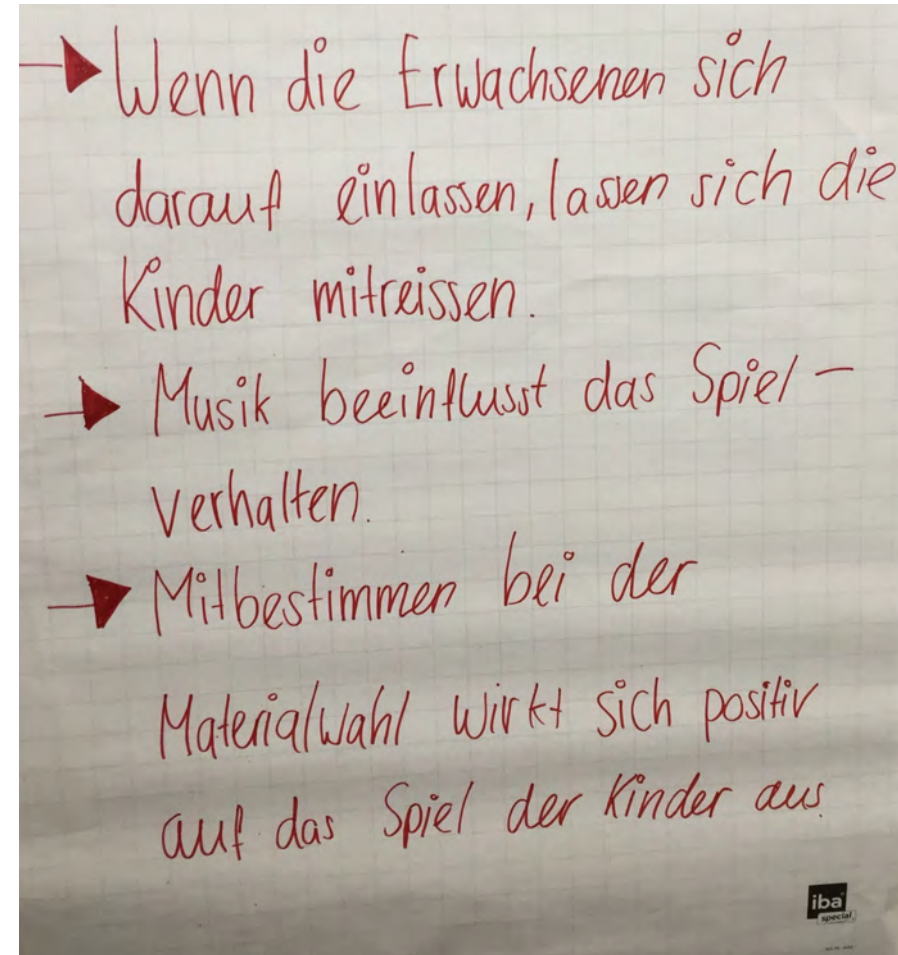 → Wenn die Erwachsenen sich
darauf einlassen, lassen sich die
Kinder mitreissen.
→ Musik beeinflusst das Spiel-
verhalten.
→ Mitbestimmen bei der
Materialwahl wirkt sich positiv
auf das Spiel der Kinder aus
iba
special